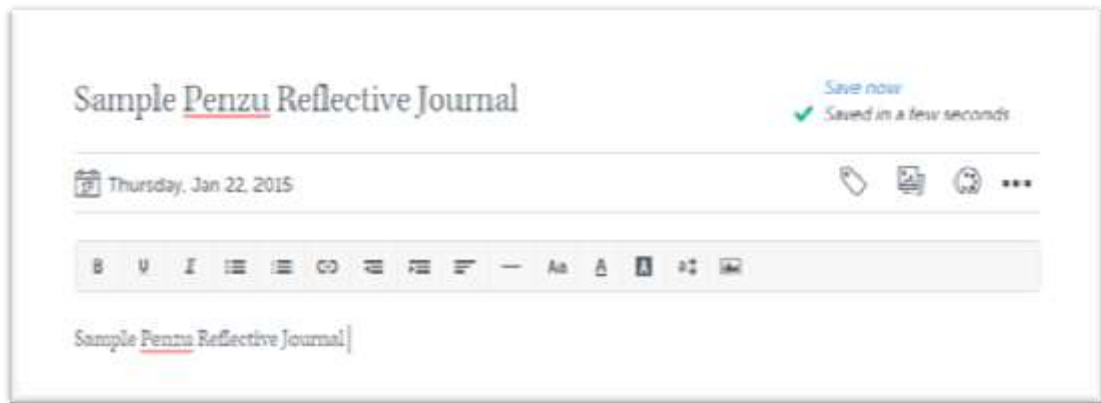 Sample Penzu Reflective Journal
Save now
Saved in a few seconds
Thursday, Jan 22, 2015
B U I Aa A A
Sample Penzu Reflective Journal